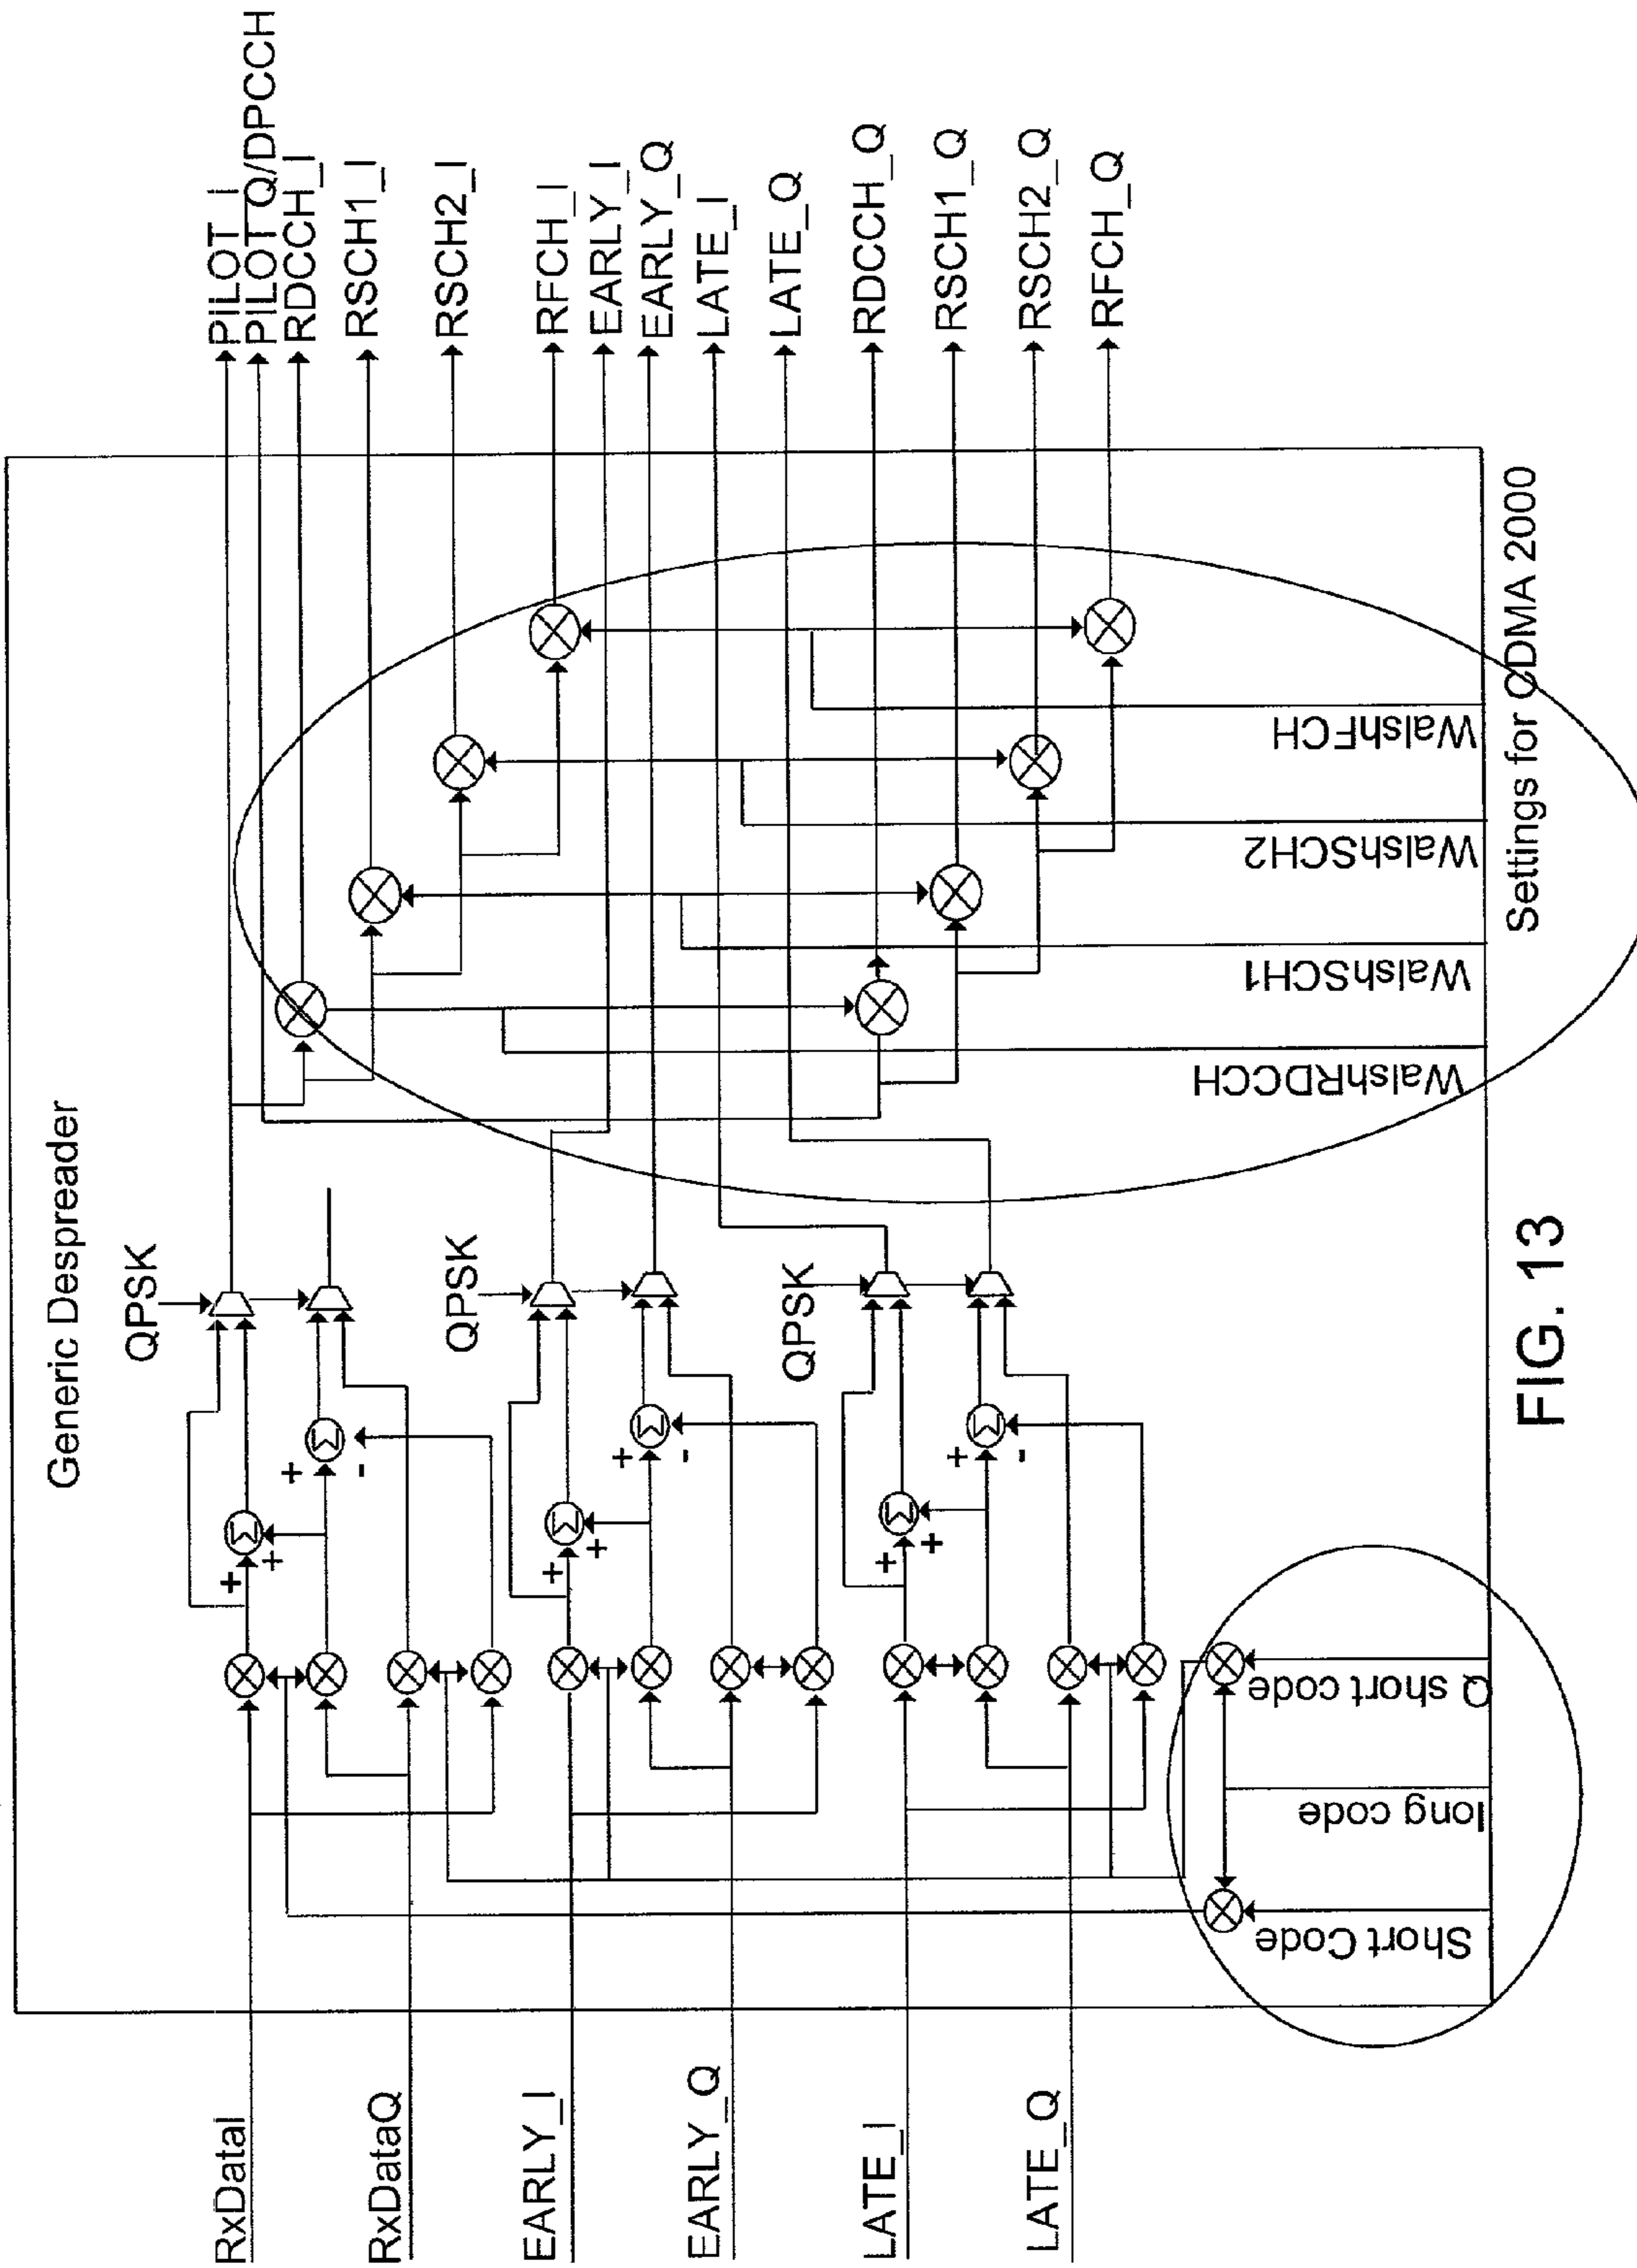 Generic Despreader
RxDataI
RxDataQ
EARLY_I
EARLY_Q
LATE_I
LATE_Q
QPSK
QPSK
QPSK
+
+
+
-
+
+
+
-
+
+
+
-
Short Code
long code
Q short code
WalshRDCCH
WalshSCH1
WalshSCH2
WalshFCH
PILOT_I
PILOT Q/DPCCH
RDCCH_I
RSCH1_I
RSCH2_I
RFCH_I
EARLY_I
EARLY_Q
LATE_I
LATE_Q
RDCCH_Q
RSCH1_Q
RSCH2_Q
RFCH_Q
Settings for CDMA 2000
FIG. 13